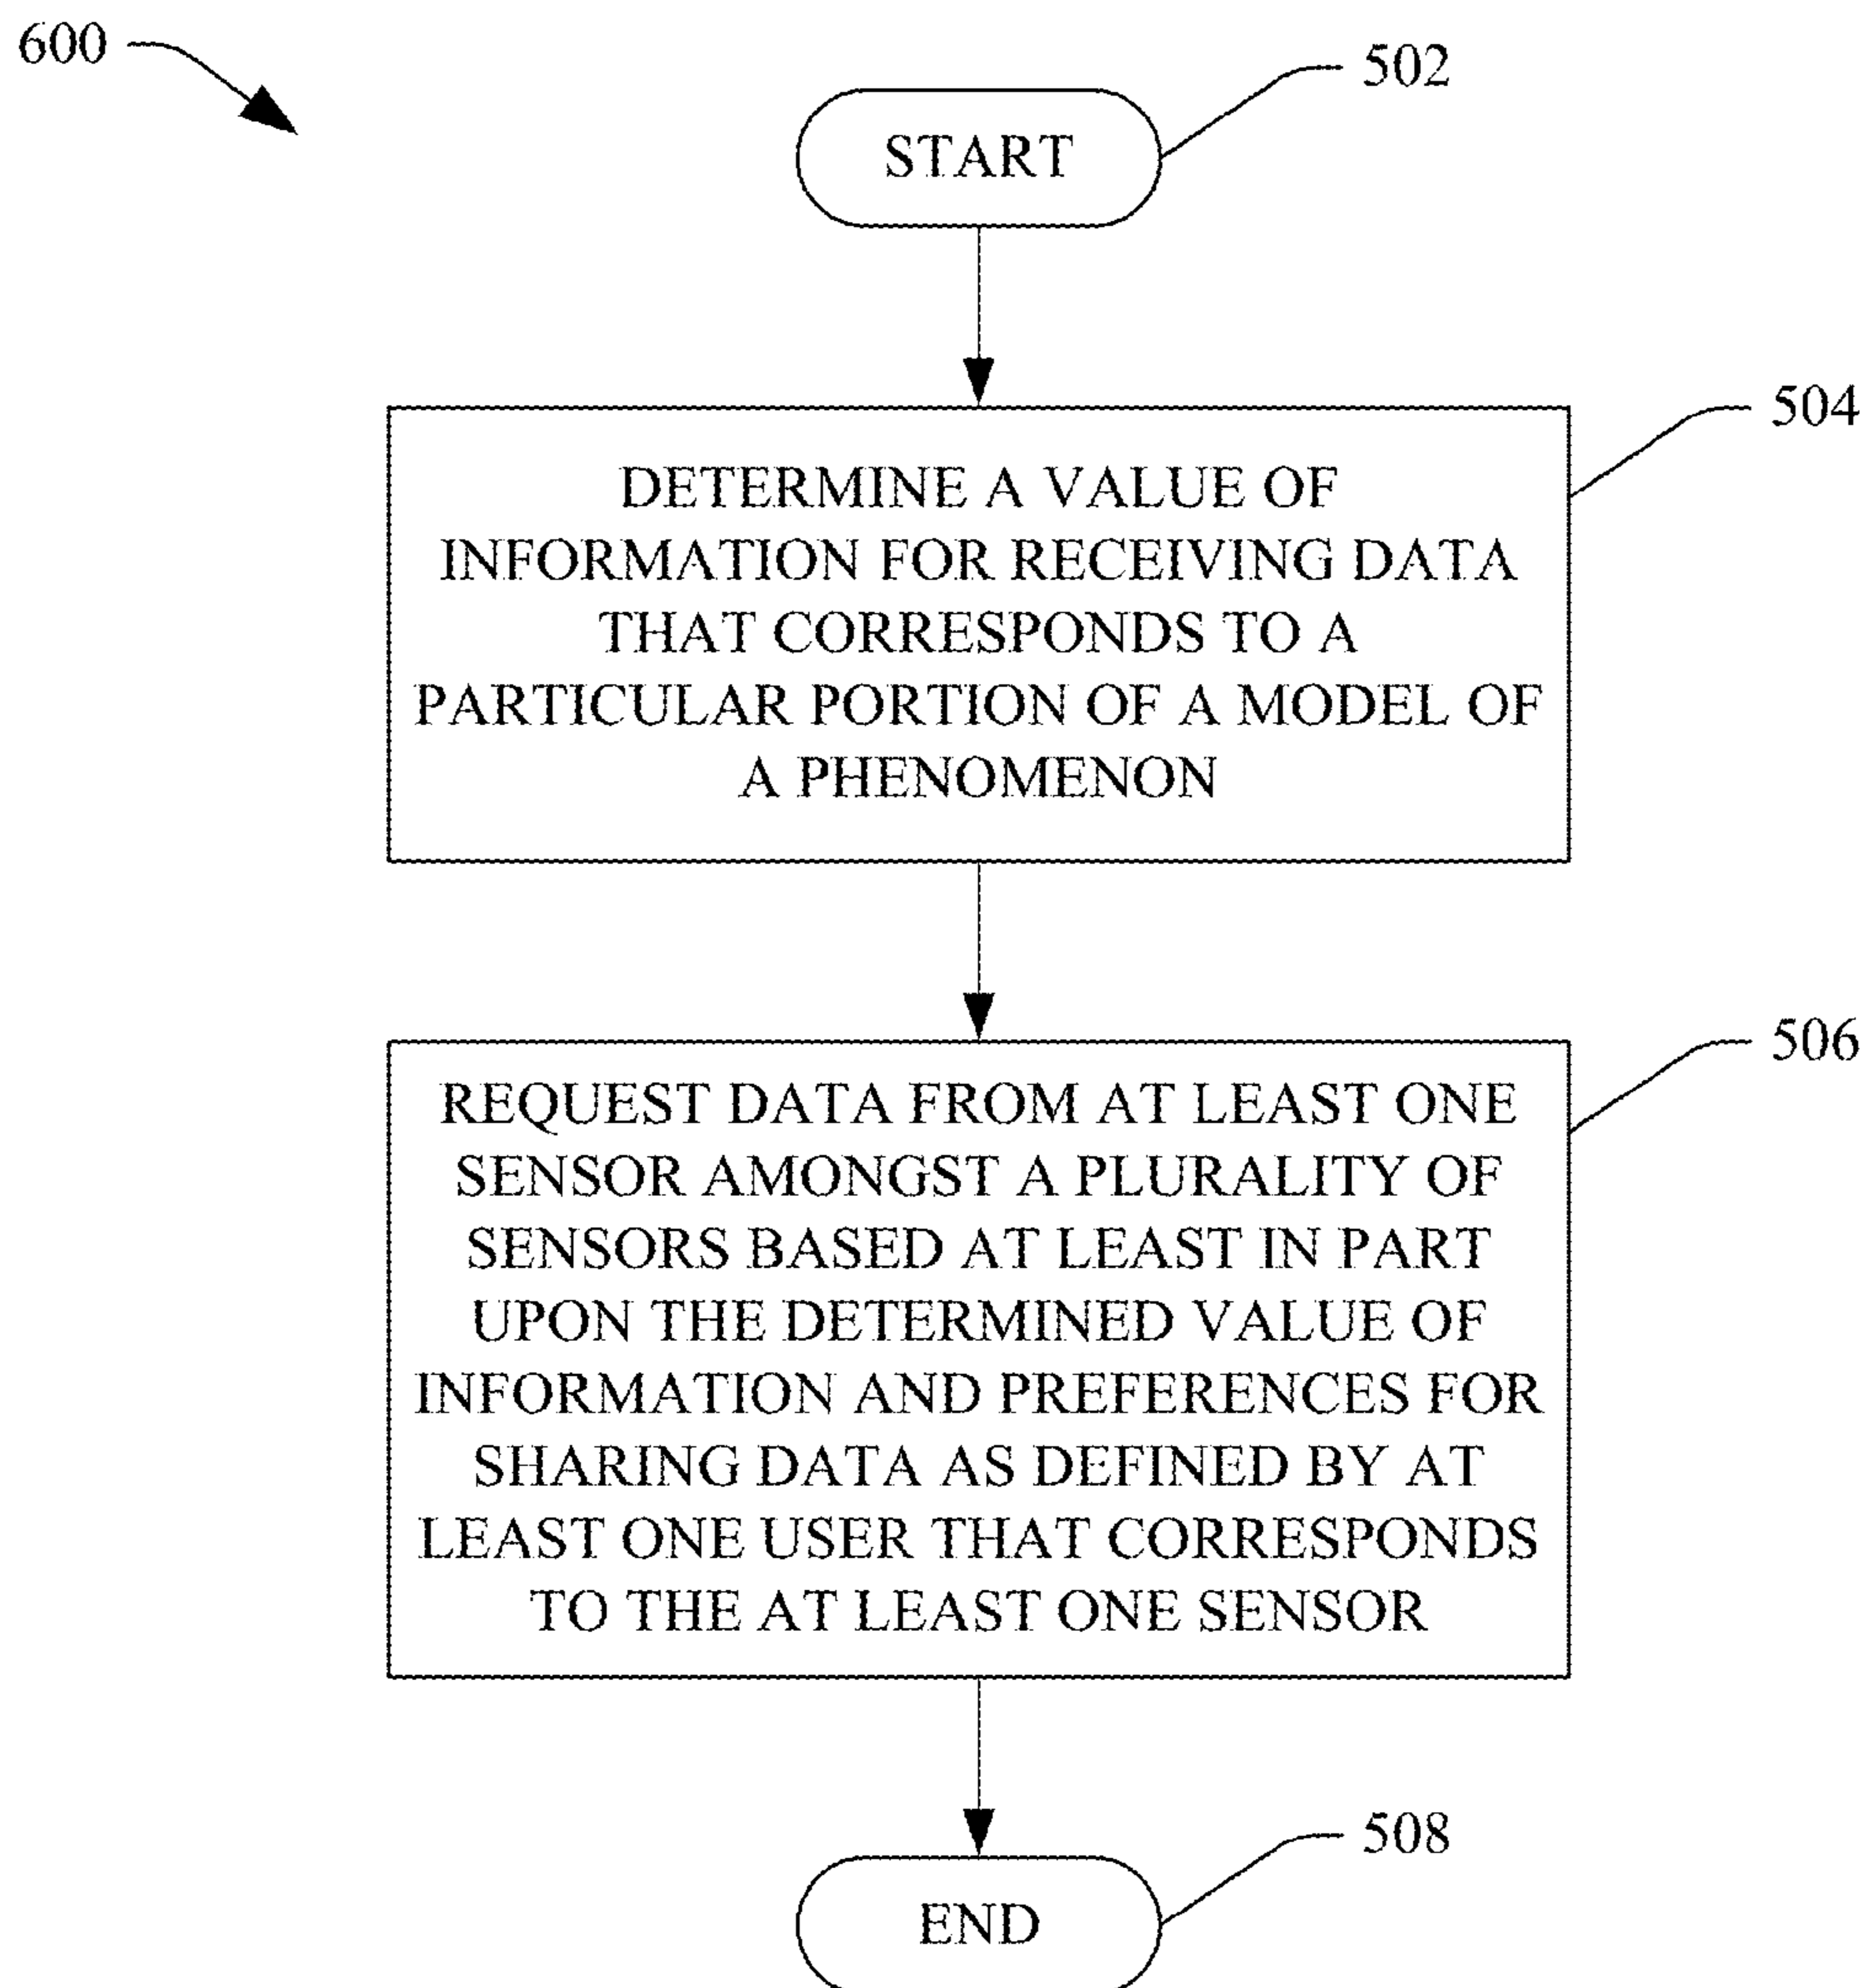 600
502
START
504
DETERMINE A VALUE OF
INFORMATION FOR RECEIVING DATA
THAT CORRESPONDS TO A
PARTICULAR PORTION OF A MODEL OF
A PHENOMENON
506
REQUEST DATA FROM AT LEAST ONE
SENSOR AMONGST A PLURALITY OF
SENSORS BASED AT LEAST IN PART
UPON THE DETERMINED VALUE OF
INFORMATION AND PREFERENCES FOR
SHARING DATA AS DEFINED BY AT
LEAST ONE USER THAT CORRESPONDS
TO THE AT LEAST ONE SENSOR
508
END